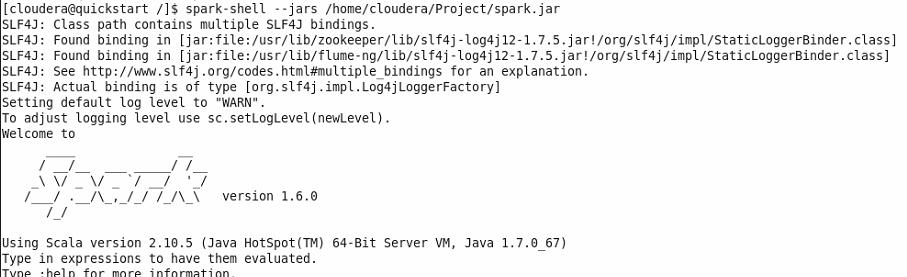 [cloudera@quickstart /]$ spark-shell --jars /home/cloudera/Project/spark.jar
SLF4J: Class path contains multiple SLF4J bindings.
SLF4J: Found binding in [jar:file:/usr/lib/zookeeper/lib/slf4j-log4j12-1.7.5.jar!/org/slf4j/impl/StaticLoggerBinder.class]
SLF4J: Found binding in [jar:file:/usr/lib/flume-ng/lib/slf4j-log4j12-1.7.5.jar!/org/slf4j/impl/StaticLoggerBinder.class]
SLF4J: See http://www.slf4j.org/codes.html#multiple_bindings for an explanation.
SLF4J: Actual binding is of type [org.slf4j.impl.Log4jLoggerFactory]
Setting default log level to "WARN".
To adjust logging level use sc.setLogLevel(newLevel).
Welcome to
      ____              __
     / __/__  ___ _____/ /__
    _\ \/ _ \/ _ `/ __/  '_/
   /___/ .__/\_,_/_/ /_/\_\   version 1.6.0
      /_/

Using Scala version 2.10.5 (Java HotSpot(TM) 64-Bit Server VM, Java 1.7.0_67)
Type in expressions to have them evaluated.
Type :help for more information.